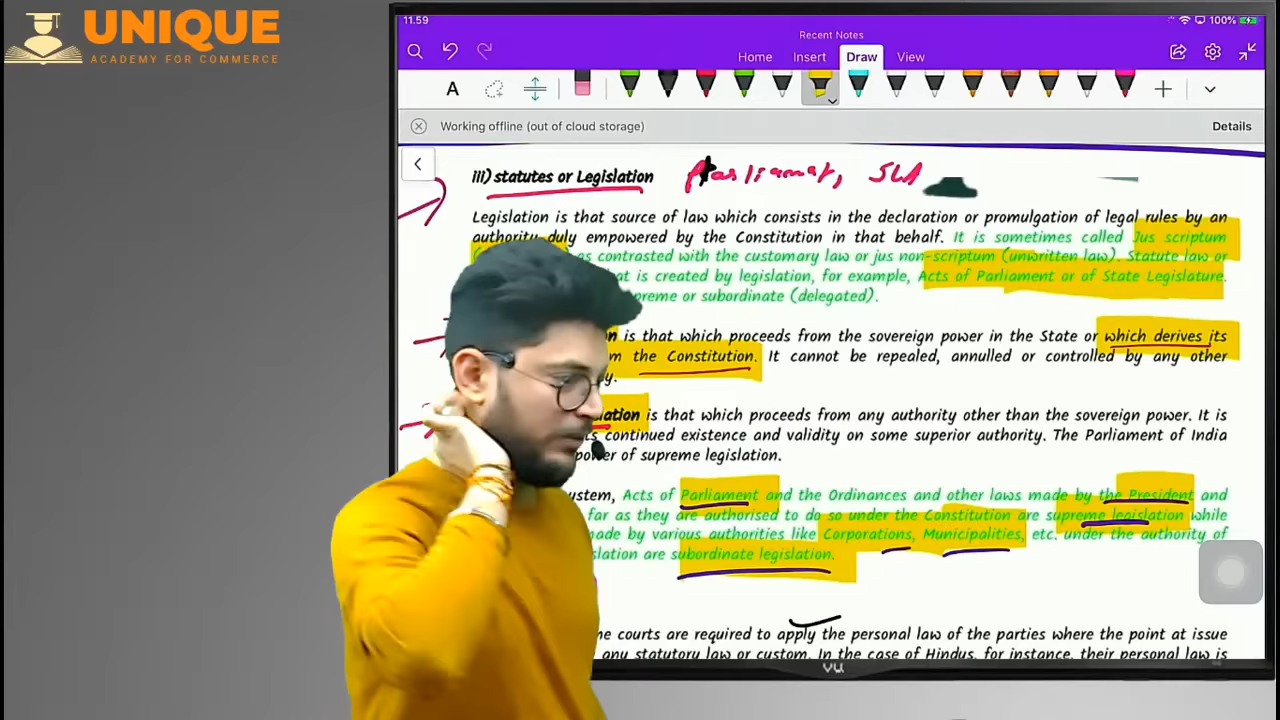 UNIQUE
ACADEMY FOR COMMERCE
11.59
100%
Recent Notes
Home Insert Draw View
A
Working offline (out of cloud storage)
Details
iii) statutes or Legislation
Legislation is that source of law which consists in the declaration or promulgation of legal rules by an
authority duly empowered by the Constitution in that behalf. It is sometimes called Jus scriptum
as contrasted with the customary law or jus non-scriptum (unwritten law). Statute law or
hat is created by legislation, for example, Acts of Parliament or of State Legislature.
preme or subordinate (delegated).
is that which proceeds from the sovereign power in the State or which derives its
the Constitution. It cannot be repealed, annulled or controlled by any other
y.
lation is that which proceeds from any authority other than the sovereign power. It is
continued existence and validity on some superior authority. The Parliament of India
power of supreme legislation.
ystem, Acts of Parliament and the Ordinances and other laws made by the President and
far as they are authorised to do so under the Constitution are supreme legislation while
made by various authorities like Corporations, Municipalities, etc. under the authority of
slation are subordinate legislation.
he courts are required to apply the personal law of the parties where the point at issue
any statutory law or custom. In the case of Hindus, for instance, their personal law is
vu